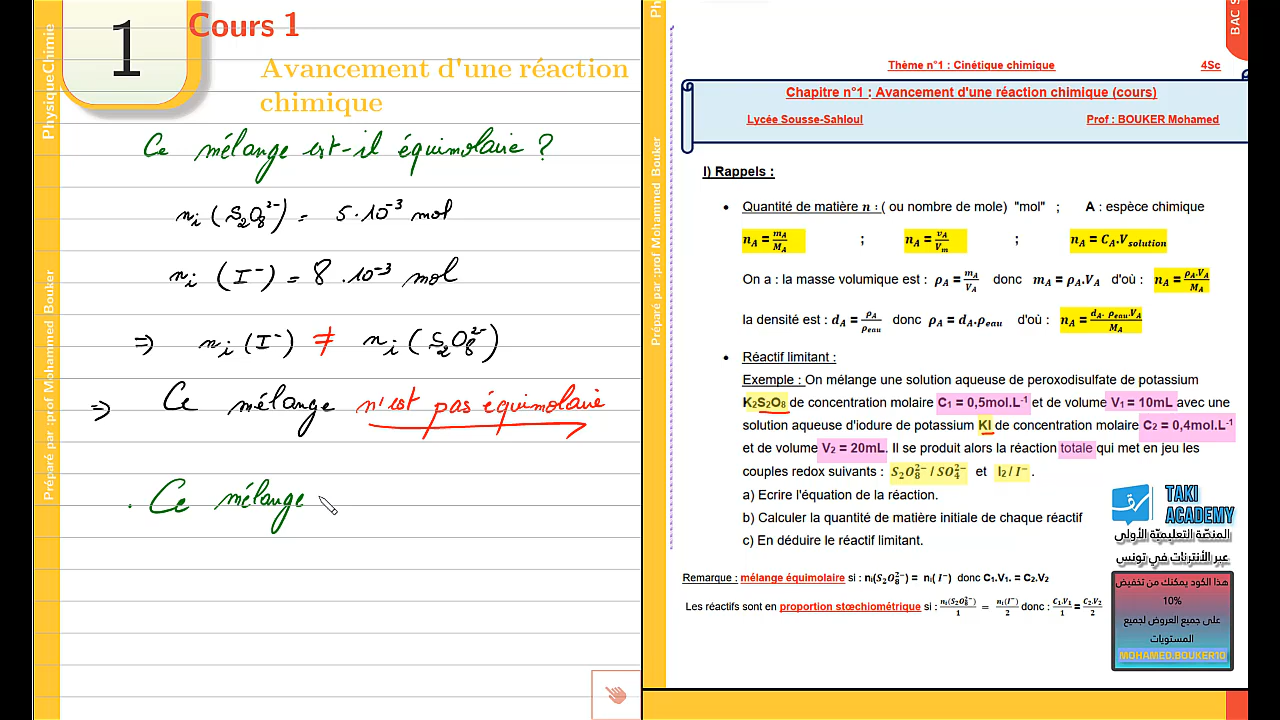 PhysiqueChimie
1
Cours 1
Avancement d'une réaction
chimique
Ce mélange est-il équimolaire ?
nᵢ (S₂O₈²⁻) = 5 · 10⁻³ mol
nᵢ (I⁻) = 8 · 10⁻³ mol
⇒ nᵢ (I⁻) ≠ nᵢ (S₂O₈²⁻)
⇒ Ce mélange n'est pas équimolaire
. Ce mélange
Préparé par :prof Mohammed Bouker
Préparé par :prof Mohammed Bouker
Ph
BAC S
Thème n°1 : Cinétique chimique 4Sc
Chapitre n°1 : Avancement d'une réaction chimique (cours)
Lycée Sousse-Sahloul Prof : BOUKER Mohamed
I) Rappels :
• Quantité de matière n : ( ou nombre de mole) "mol" ; A : espèce chimique
n_A = m_A/M_A ; n_A = v_A/V_m ; n_A = C_A.V_solution
On a : la masse volumique est : ρ_A = m_A/V_A donc m_A = ρ_A.V_A d'où : n_A = ρ_A.V_A/M_A
la densité est : d_A = ρ_A/ρ_eau donc ρ_A = d_A.ρ_eau d'où : n_A = d_A.ρ_eau.V_A/M_A
• Réactif limitant :
Exemple : On mélange une solution aqueuse de peroxodisulfate de potassium
K₂S₂O₈ de concentration molaire C₁ = 0,5mol.L⁻¹ et de volume V₁ = 10mL avec une
solution aqueuse d'iodure de potassium KI de concentration molaire C₂ = 0,4mol.L⁻¹
et de volume V₂ = 20mL. Il se produit alors la réaction totale qui met en jeu les
couples redox suivants : S₂O₈²⁻ / SO₄²⁻ et I₂ / I⁻ .
a) Ecrire l'équation de la réaction.
b) Calculer la quantité de matière initiale de chaque réactif
c) En déduire le réactif limitant.
Remarque : mélange équimolaire si : nᵢ(S₂O₈²⁻) = nᵢ( I⁻) donc C₁.V₁. = C₂.V₂
Les réactifs sont en proportion stœchiométrique si : nᵢ(S₂O₈²⁻)/1 = nᵢ(I⁻)/2 donc : C₁.V₁/1 = C₂.V₂/2
Préparé par :prof Mohammed Bouker
TAKI
ACADEMY
المنصّة التعليميّة الأولى
عبر الأنترنات في تونس
هذا الكود يمكنك من تخفيض
10%
على جميع العروض لجميع
المستويات
MOHAMED.BOUKER10